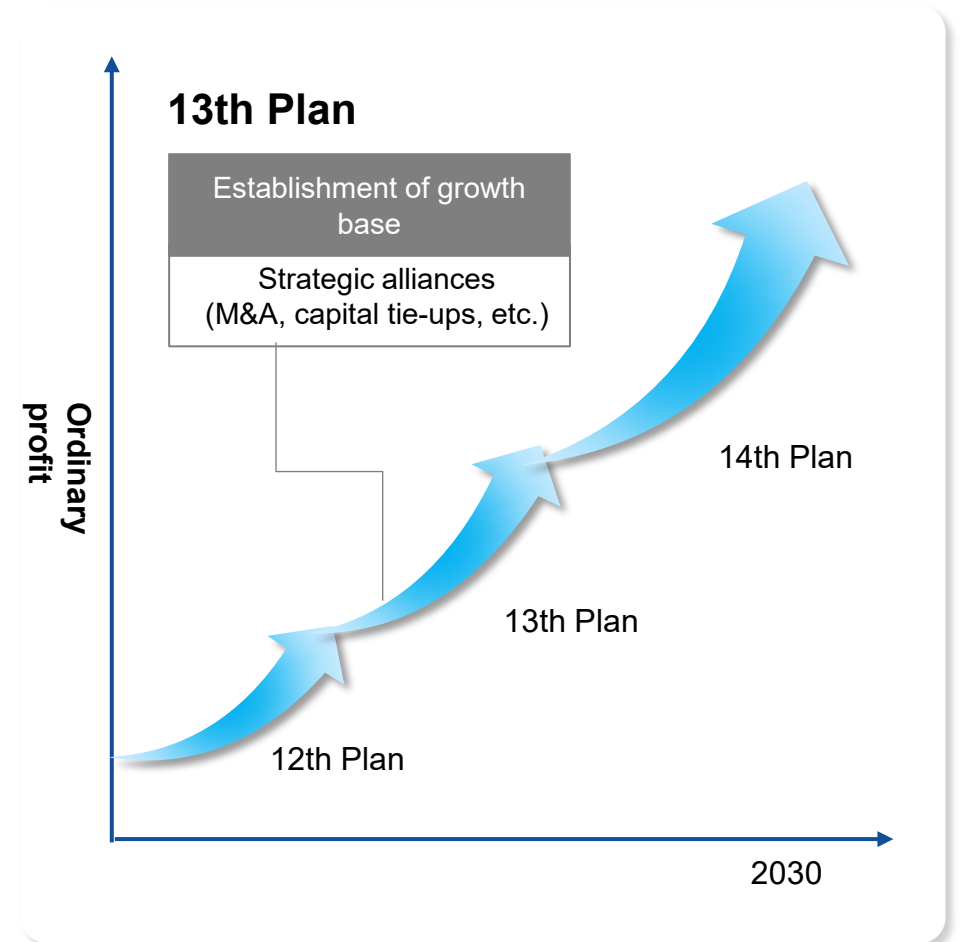 13th Plan
Establishment of growth
base
Strategic alliances
(M&A, capital tie-ups, etc.)
Ordinary
profit
14th Plan
13th Plan
12th Plan
2030